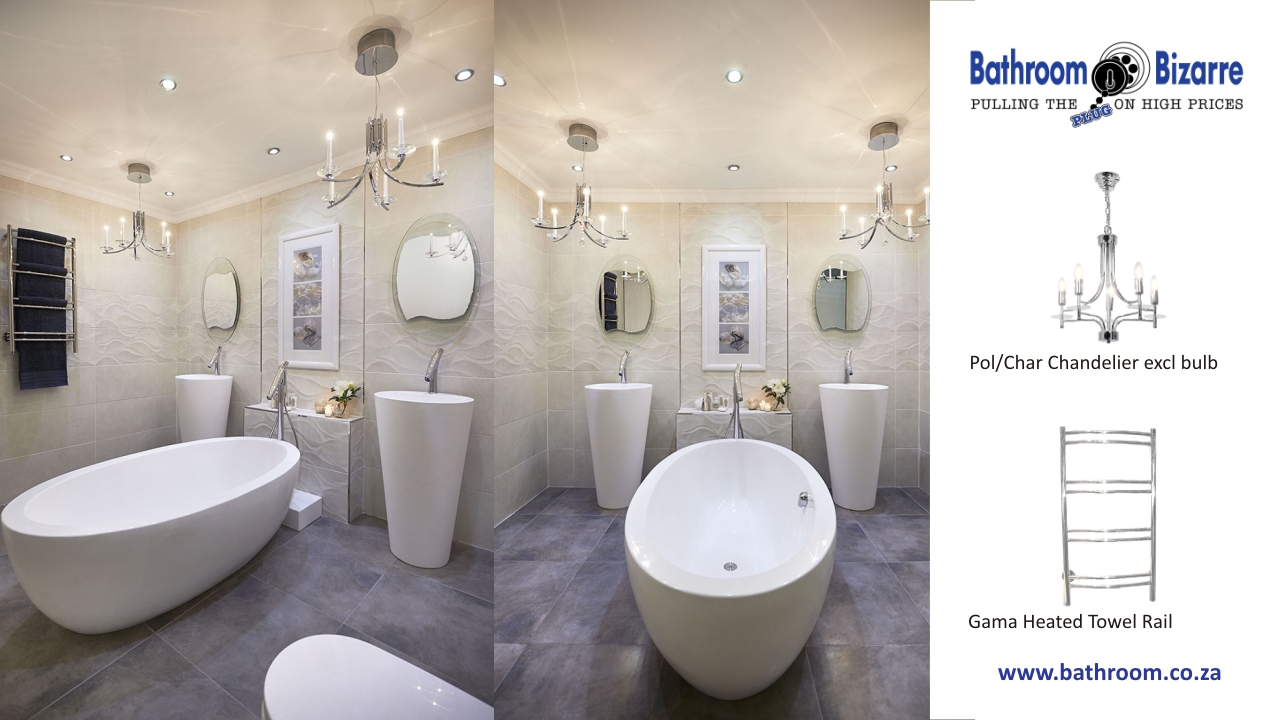 Bathroom Bizarre
PULLING THE PLUG ON HIGH PRICES
Pol/Char Chandelier excl bulb
Gama Heated Towel Rail
www.bathroom.co.za